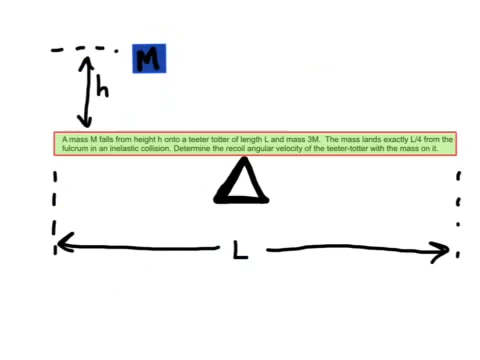 M
h
A mass M falls from height h onto a teeter totter of length L and mass 3M. The mass lands exactly L/4 from the
fulcrum in an inelastic collision. Determine the recoil angular velocity of the teeter-totter with the mass on it.
L